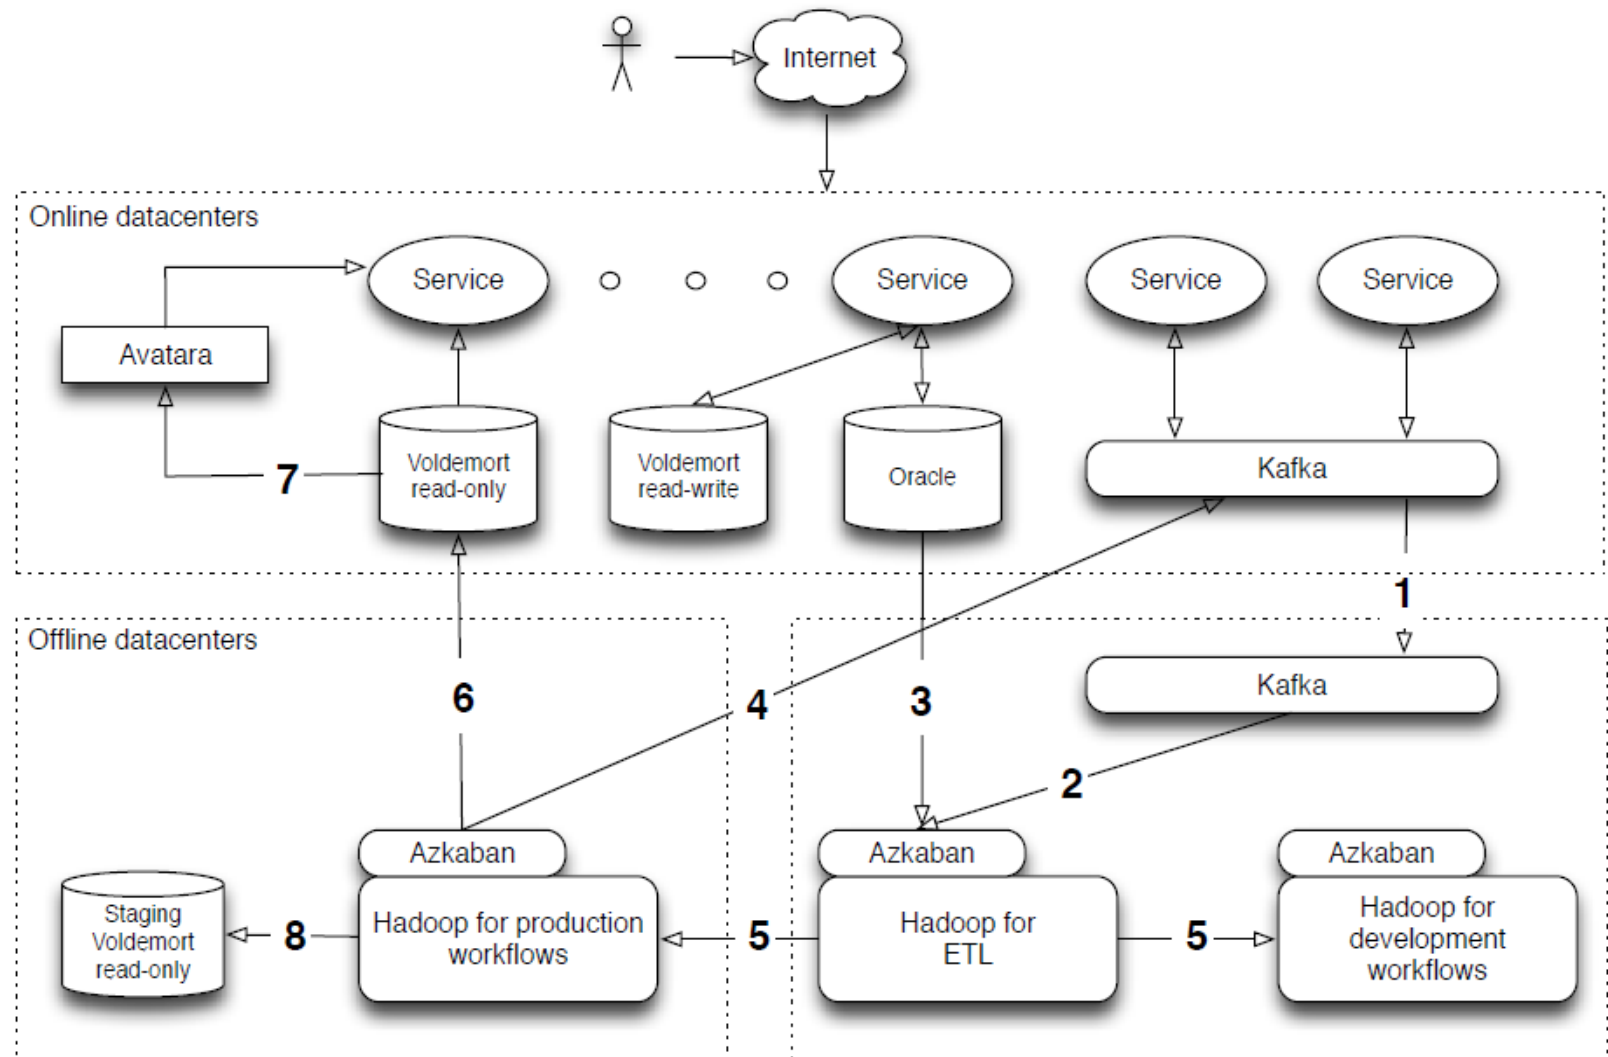 Internet
Online datacenters
Service
Service
Service
Service
Avatara
7
Voldemort
read-only
Voldemort
read-write
Oracle
Kafka
1
Offline datacenters
6
4
3
Kafka
2
Azkaban
Azkaban
Azkaban
Staging
Voldemort
read-only
8
Hadoop for production
workflows
5
Hadoop for
ETL
5
Hadoop for
development
workflows